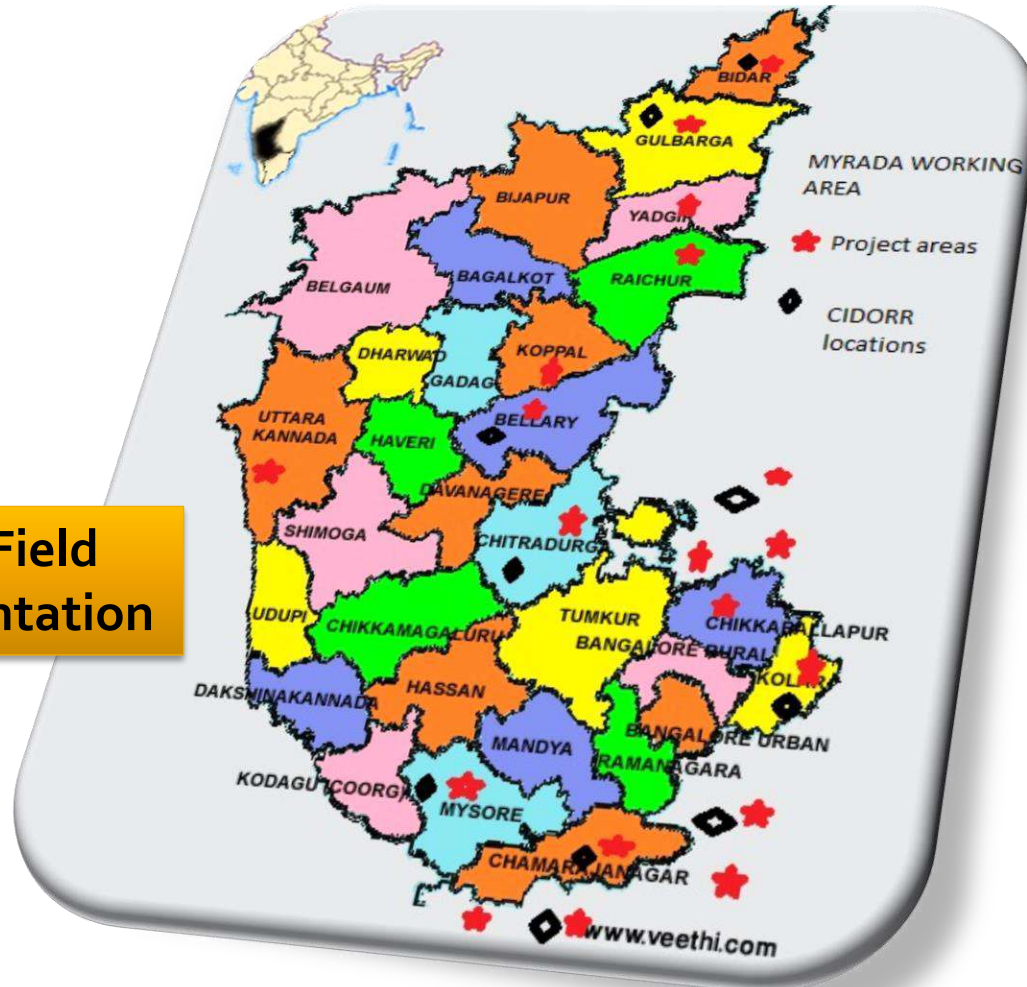 BIDAR
GULBARGA
MYRADA WORKING
AREA
BIJAPUR
YADGIR
Project areas
BAGALKOT
RAICHUR
BELGAUM
CIDORR
locations
DHARWAD
KOPPAL
GADAG
UTTARA
KANNADA
BELLARY
HAVERI
DAVANAGERE
SHIMOGA
CHITRADURG
Field
ntation
UDUPI
CHIKKAMAGALURU
TUMKUR
CHIKKABALLAPUR
BANGALORE RURAL
KOLAR
DAKSHINAKANNADA
HASSAN
BANGALORE URBAN
MANDYA
RAMANAGARA
KODAGU (COORG)
MYSORE
CHAMARAJANAGAR
www.veethi.com